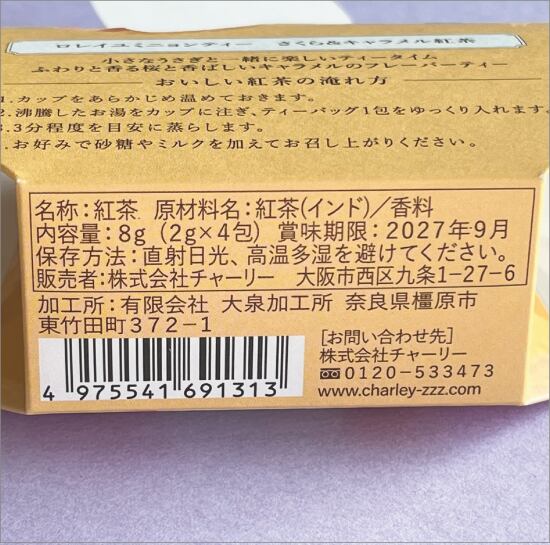 ロレイユミニョンティー　さくら&キャラメル紅茶
小さなうさぎと一緒に楽しいティータイム
ふわりと香る桜と香ばしいキャラメルのフレーバーティー
おいしい紅茶の淹れ方
1.カップをあらかじめ温めておきます。
2.沸騰したお湯をカップに注ぎ、ティーバッグ1包をゆっくり入れます
3.3分程度を目安に蒸らします。
.お好みで砂糖やミルクを加えてお召し上がりください。
名称：紅茶　原材料名：紅茶(インド)／香料
内容量：8g（2g×4包）賞味期限：2027年9月
保存方法：直射日光、高温多湿を避けてください。
販売者：株式会社チャーリー　大阪市西区九条1-27-6
加工所：有限会社 大泉加工所 奈良県橿原市
東竹田町372-1
4 975541 691313
[お問い合わせ先]
株式会社チャーリー
0120-533473
www.charley-zzz.com